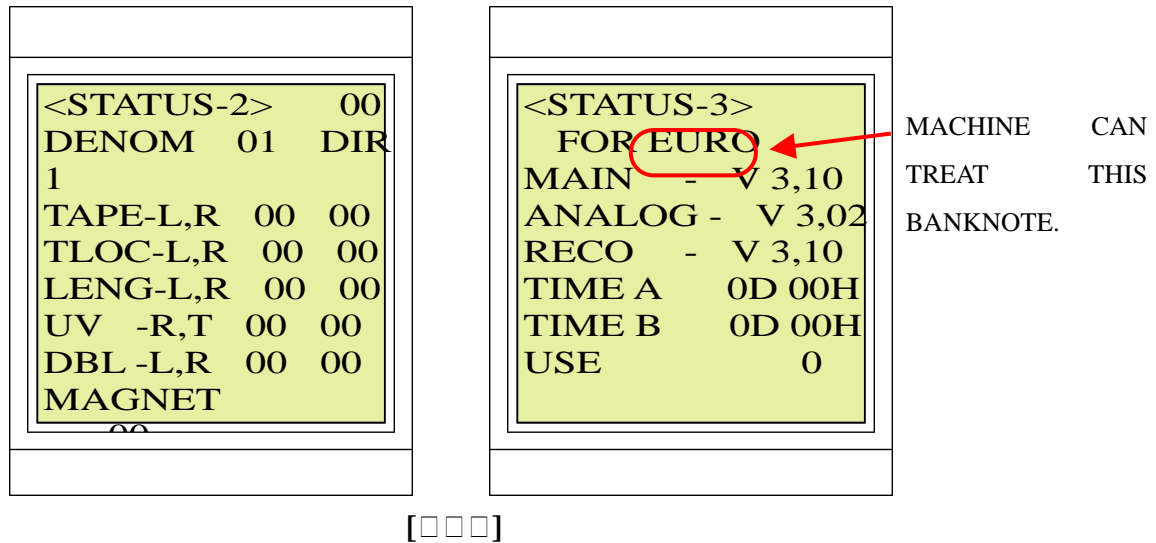 <STATUS-2> 00
DENOM 01 DIR
1
TAPE-L,R 00 00
TLOC-L,R 00 00
LENG-L,R 00 00
UV -R,T 00 00
DBL -L,R 00 00
MAGNET
00
<STATUS-3>
FOR EURO
MAIN - V 3,10
ANALOG - V 3,02
RECO - V 3,10
TIME A 0D 00H
TIME B 0D 00H
USE 0
MACHINE CAN
TREAT THIS
BANKNOTE.
[□□□]